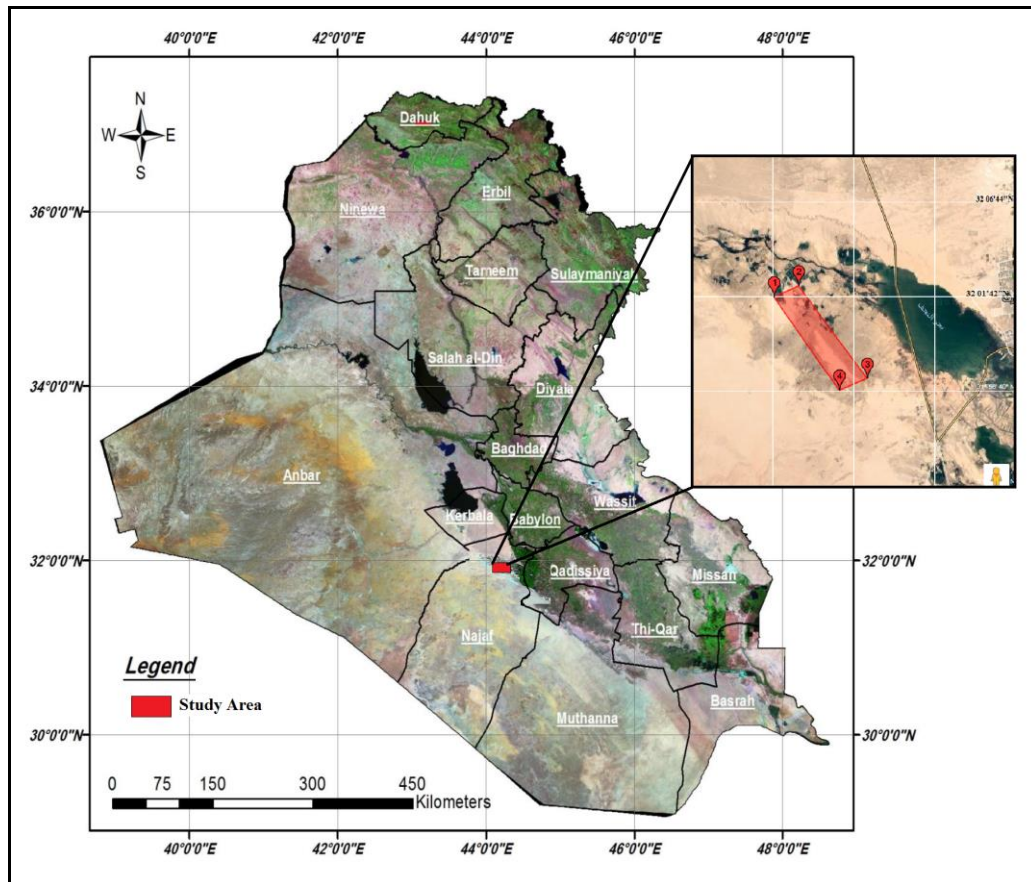 40°0'0"E 42°0'0"E 44°0'0"E 46°0'0"E 48°0'0"E
N
W E
S
Dahuk
36°0'0"N
Ninewa
Erbil
Tameem
Sulaymaniyah
32 06'44"N
1
2
32 01'42"N
بحر النجف
3
4
34°0'0"N
Salah al-Din
Diyala
Baghdad
Anbar
Wassit
Kerbala
Babylon
32°0'0"N
32°0'0"N
Qadissiya
Missan
Najaf
Thi-Qar
Legend
Study Area
Basrah
Muthanna
30°0'0"N
30°0'0"N
0 75 150 300 450
Kilometers
40°0'0"E 42°0'0"E 44°0'0"E 46°0'0"E 48°0'0"E